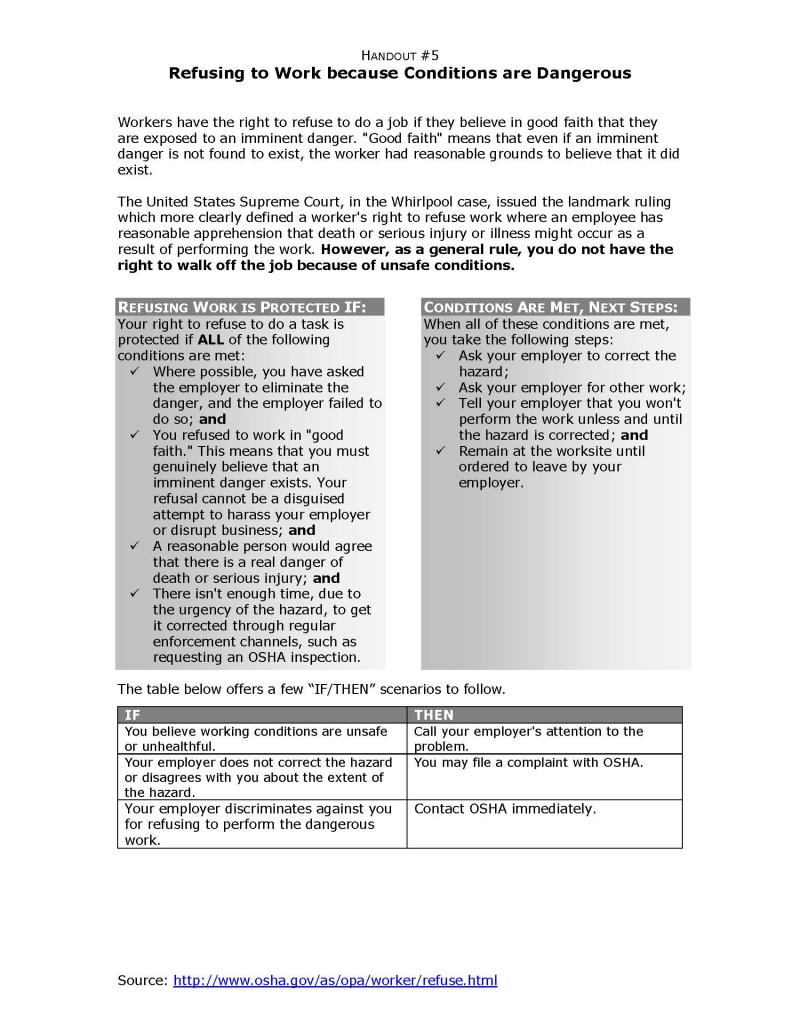 HANDOUT #5
Refusing to Work because Conditions are Dangerous
Workers have the right to refuse to do a job if they believe in good faith that they
are exposed to an imminent danger. "Good faith" means that even if an imminent
danger is not found to exist, the worker had reasonable grounds to believe that it did
exist.
The United States Supreme Court, in the Whirlpool case, issued the landmark ruling
which more clearly defined a worker's right to refuse work where an employee has
reasonable apprehension that death or serious injury or illness might occur as a
result of performing the work. However, as a general rule, you do not have the
right to walk off the job because of unsafe conditions.
REFUSING WORK IS PROTECTED IF:
Your right to refuse to do a task is
protected if ALL of the following
conditions are met:
✓ Where possible, you have asked
the employer to eliminate the
danger, and the employer failed to
do so; and
✓ You refused to work in "good
faith." This means that you must
genuinely believe that an
imminent danger exists. Your
refusal cannot be a disguised
attempt to harass your employer
or disrupt business; and
✓ A reasonable person would agree
that there is a real danger of
death or serious injury; and
✓ There isn't enough time, due to
the urgency of the hazard, to get
it corrected through regular
enforcement channels, such as
requesting an OSHA inspection.
CONDITIONS ARE MET, NEXT STEPS:
When all of these conditions are met,
you take the following steps:
✓ Ask your employer to correct the
hazard;
✓ Ask your employer for other work;
✓ Tell your employer that you won't
perform the work unless and until
the hazard is corrected; and
✓ Remain at the worksite until
ordered to leave by your
employer.
The table below offers a few “IF/THEN” scenarios to follow.
IF
THEN
You believe working conditions are unsafe
or unhealthful.
Call your employer's attention to the
problem.
Your employer does not correct the hazard
or disagrees with you about the extent of
the hazard.
You may file a complaint with OSHA.
Your employer discriminates against you
for refusing to perform the dangerous
work.
Contact OSHA immediately.
Source: http://www.osha.gov/as/opa/worker/refuse.html